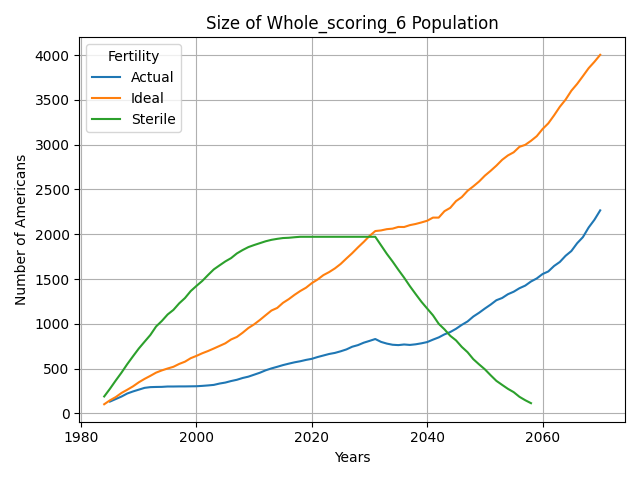 Size of Whole_scoring_6 Population
Fertility
Actual
Ideal
Sterile
Number of Americans
4000
3500
3000
2500
2000
1500
1000
500
0
1980
2000
2020
2040
2060
Years